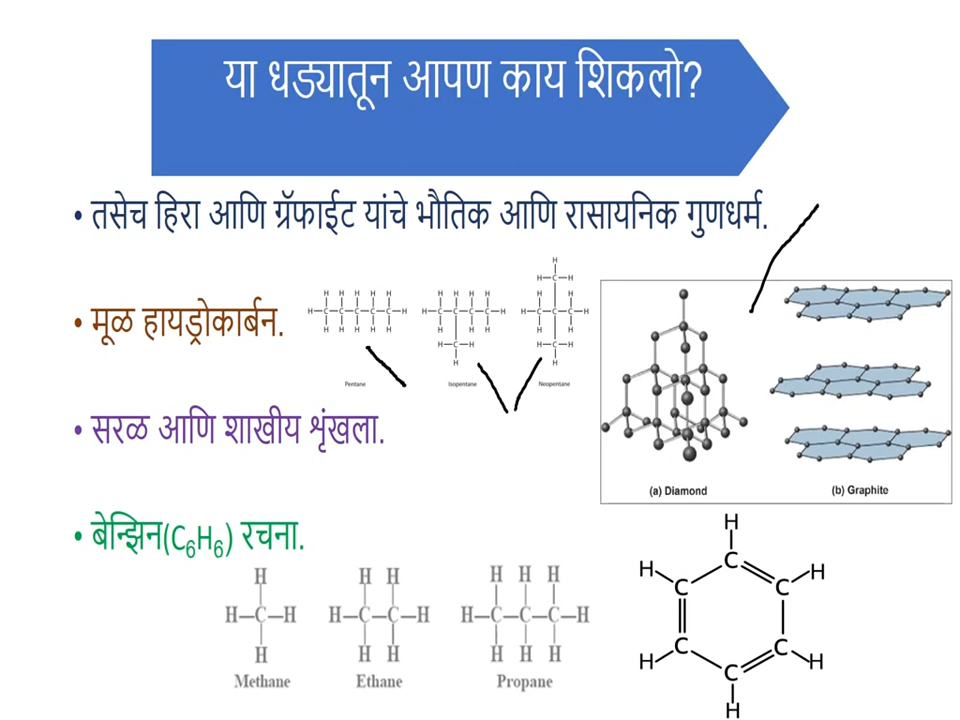 या धड्यातून आपण काय शिकलो?
• तसेच हिरा आणि ग्रॅफाईट यांचे भौतिक आणि रासायनिक गुणधर्म.
• मूळ हायड्रोकार्बन.
H H H H H
H–C–C–C–C–C–H
H H H H H
Pentane
H H H H
H–C–C–C–C–H
H H H
H–C–H
H
Isopentane
H
H–C–H
H H
H–C–C–C–H
H H
H–C–H
H
Neopentane
(a) Diamond
(b) Graphite
• सरळ आणि शाखीय शृंखला.
• बेन्झिन(C₆H₆) रचना.
H
H–C–H
H
Methane
H H
H–C–C–H
H H
Ethane
H H H
H–C–C–C–H
H H H
Propane
H
H C H
C C
C C
H C H
H